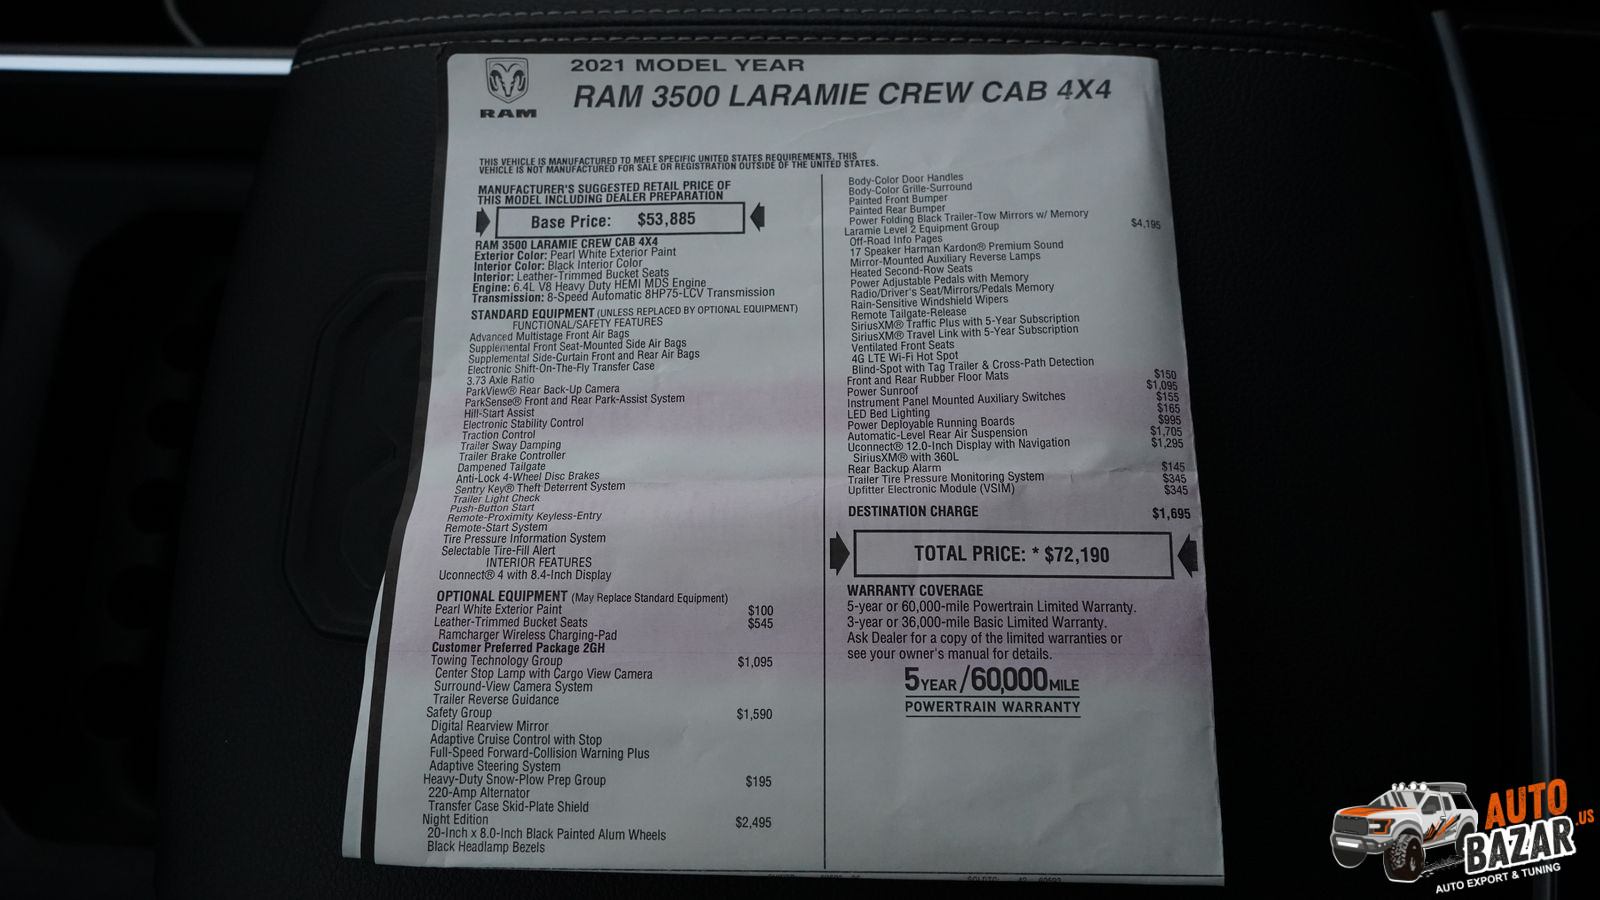 2021 MODEL YEAR
RAM 3500 LARAMIE CREW CAB 4X4
RAM
THIS VEHICLE IS MANUFACTURED TO MEET SPECIFIC UNITED STATES REQUIREMENTS. THIS
VEHICLE IS NOT MANUFACTURED FOR SALE OR REGISTRATION OUTSIDE OF THE UNITED STATES.
MANUFACTURER'S SUGGESTED RETAIL PRICE OF
THIS MODEL INCLUDING DEALER PREPARATION
Base Price: $53,885
RAM 3500 LARAMIE CREW CAB 4X4
Exterior Color: Pearl White Exterior Paint
Interior Color: Black Interior Color
Interior: Leather-Trimmed Bucket Seats
Engine: 6.4L V8 Heavy Duty HEMI MDS Engine
Transmission: 8-Speed Automatic 8HP75-LCV Transmission
STANDARD EQUIPMENT (UNLESS REPLACED BY OPTIONAL EQUIPMENT)
FUNCTIONAL/SAFETY FEATURES
Advanced Multistage Front Air Bags
Supplemental Front Seat-Mounted Side Air Bags
Supplemental Side-Curtain Front and Rear Air Bags
Electronic Shift-On-The-Fly Transfer Case
3.73 Axle Ratio
ParkView® Rear Back-Up Camera
ParkSense® Front and Rear Park-Assist System
Hill-Start Assist
Electronic Stability Control
Traction Control
Trailer Sway Damping
Trailer Brake Controller
Dampened Tailgate
Anti-Lock 4-Wheel Disc Brakes
Sentry Key® Theft Deterrent System
Trailer Light Check
Push-Button Start
Remote-Proximity Keyless-Entry
Remote-Start System
Tire Pressure Information System
Selectable Tire-Fill Alert
INTERIOR FEATURES
Uconnect® 4 with 8.4-Inch Display
OPTIONAL EQUIPMENT (May Replace Standard Equipment)
Pearl White Exterior Paint $100
Leather-Trimmed Bucket Seats $545
Ramcharger Wireless Charging-Pad
Customer Preferred Package 2GH
Towing Technology Group $1,095
Center Stop Lamp with Cargo View Camera
Surround-View Camera System
Trailer Reverse Guidance
Safety Group $1,590
Digital Rearview Mirror
Adaptive Cruise Control with Stop
Full-Speed Forward-Collision Warning Plus
Adaptive Steering System
Heavy-Duty Snow-Plow Prep Group $195
220-Amp Alternator
Transfer Case Skid-Plate Shield
Night Edition $2,495
20-Inch x 8.0-Inch Black Painted Alum Wheels
Black Headlamp Bezels
Body-Color Door Handles
Body-Color Grille-Surround
Painted Front Bumper
Painted Rear Bumper
Power Folding Black Trailer-Tow Mirrors w/ Memory
Laramie Level 2 Equipment Group $4,195
Off-Road Info Pages
17 Speaker Harman Kardon® Premium Sound
Mirror-Mounted Auxiliary Reverse Lamps
Heated Second-Row Seats
Power Adjustable Pedals with Memory
Radio/Driver's Seat/Mirrors/Pedals Memory
Rain-Sensitive Windshield Wipers
Remote Tailgate-Release
SiriusXM® Traffic Plus with 5-Year Subscription
SiriusXM® Travel Link with 5-Year Subscription
Ventilated Front Seats
4G LTE Wi-Fi Hot Spot
Blind-Spot with Tag Trailer & Cross-Path Detection
Front and Rear Rubber Floor Mats $150
Power Sunroof $1,095
Instrument Panel Mounted Auxiliary Switches $155
LED Bed Lighting $165
Power Deployable Running Boards $995
Automatic-Level Rear Air Suspension $1,705
Uconnect® 12.0-Inch Display with Navigation $1,295
SiriusXM® with 360L
Rear Backup Alarm $145
Trailer Tire Pressure Monitoring System $345
Upfitter Electronic Module (VSIM) $345
DESTINATION CHARGE $1,695
TOTAL PRICE: * $72,190
WARRANTY COVERAGE
5-year or 60,000-mile Powertrain Limited Warranty.
3-year or 36,000-mile Basic Limited Warranty.
Ask Dealer for a copy of the limited warranties or
see your owner's manual for details.
5 YEAR/60,000 MILE
POWERTRAIN WARRANTY
AUTO
BAZAR.US
AUTO EXPORT & TUNING